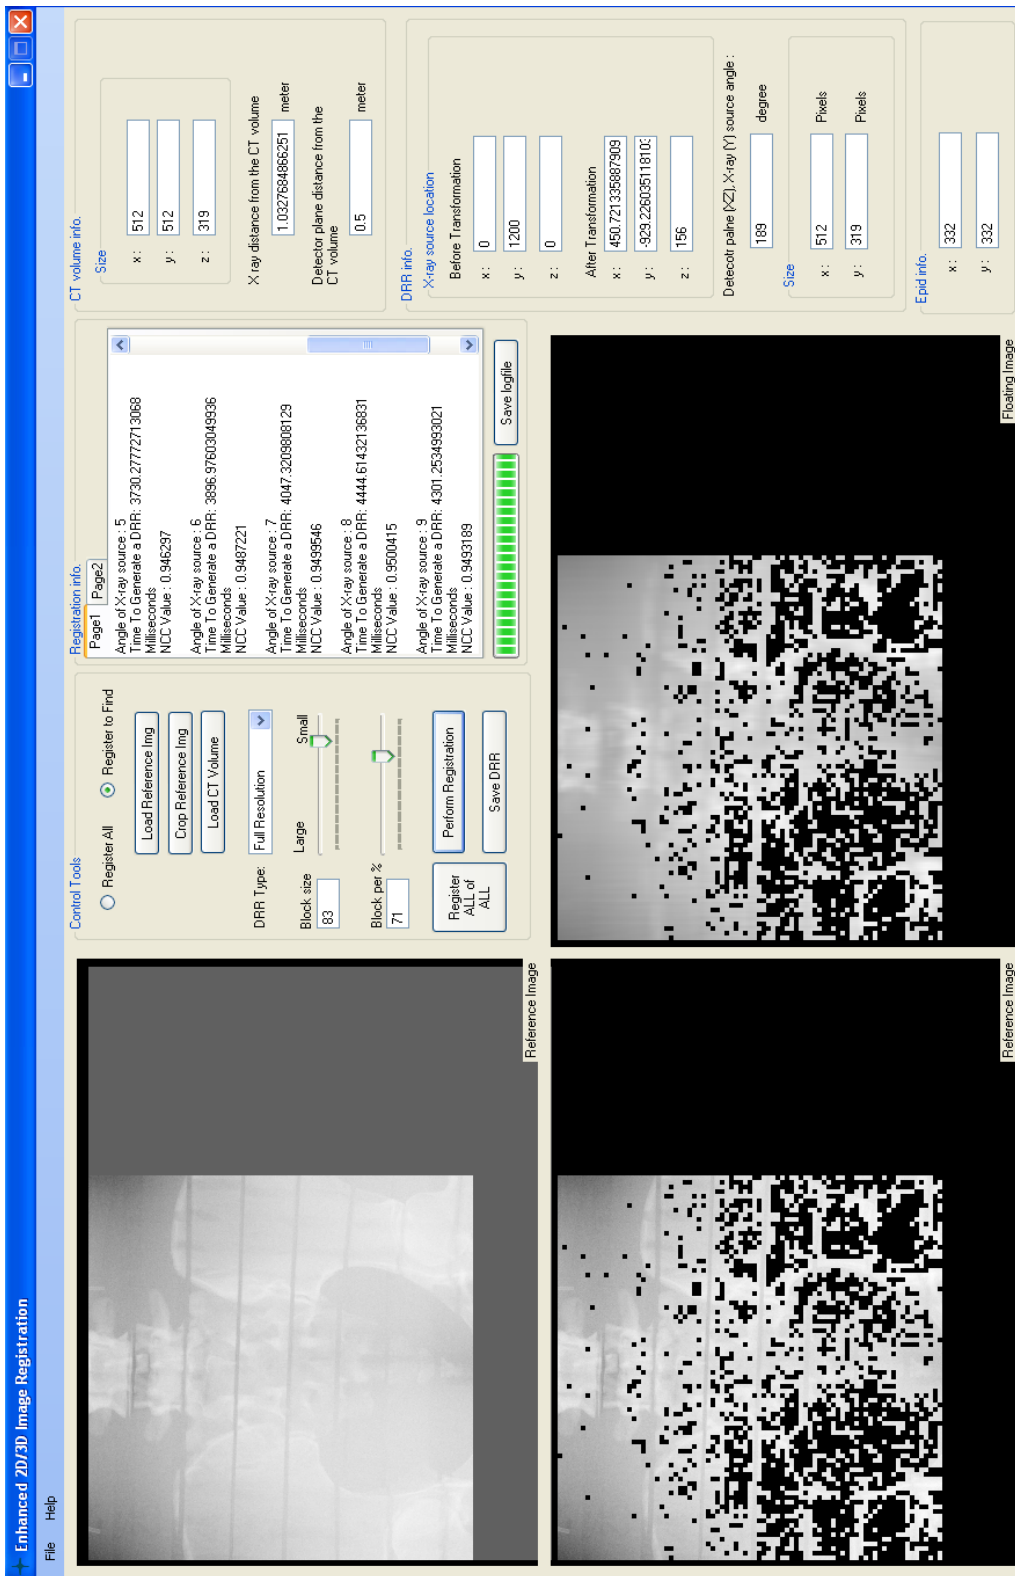 Enhanced 2D/3D Image Registration
File Help
Reference Image
Control Tools
Register All
Register to Find
Load Reference Img
Crop Reference Img
Load CT Volume
DRR Type:
Full Resolution
Large
Small
Block size
83
Block per %
71
Register
ALL of
ALL
Perform Registration
Save DRR
Registration info.
Page1
Page2
Angle of X-ray source : 5
Time To Generate a DRR: 3730.27772713068
Milliseconds
NCC Value : 0.946297
Angle of X-ray source : 6
Time To Generate a DRR: 3896.97603049936
Milliseconds
NCC Value : 0.9487221
Angle of X-ray source : 7
Time To Generate a DRR: 4047.3209808129
Milliseconds
NCC Value : 0.9499546
Angle of X-ray source : 8
Time To Generate a DRR: 4444.61432136831
Milliseconds
NCC Value : 0.9500415
Angle of X-ray source : 9
Time To Generate a DRR: 4301.2534993021
Milliseconds
NCC Value : 0.9493189
Save logfile
CT volume info.
Size
x : 512
y : 512
z : 319
X ray distance from the CT volume
1.0327684866251 meter
Detector plane distance from the
CT volume
0.5 meter
Reference Image
Floating Image
DRR info.
X-ray source location
Before Transformation
x : 0
y : 1200
z : 0
After Transformation
x : 450.721335887909
y : -929.226035118103
z : 156
Detecotr palne (XZ), X-ray (Y) source angle :
189 degree
Size
x : 512 Pixels
y : 319 Pixels
Epid info.
x : 332
y : 332